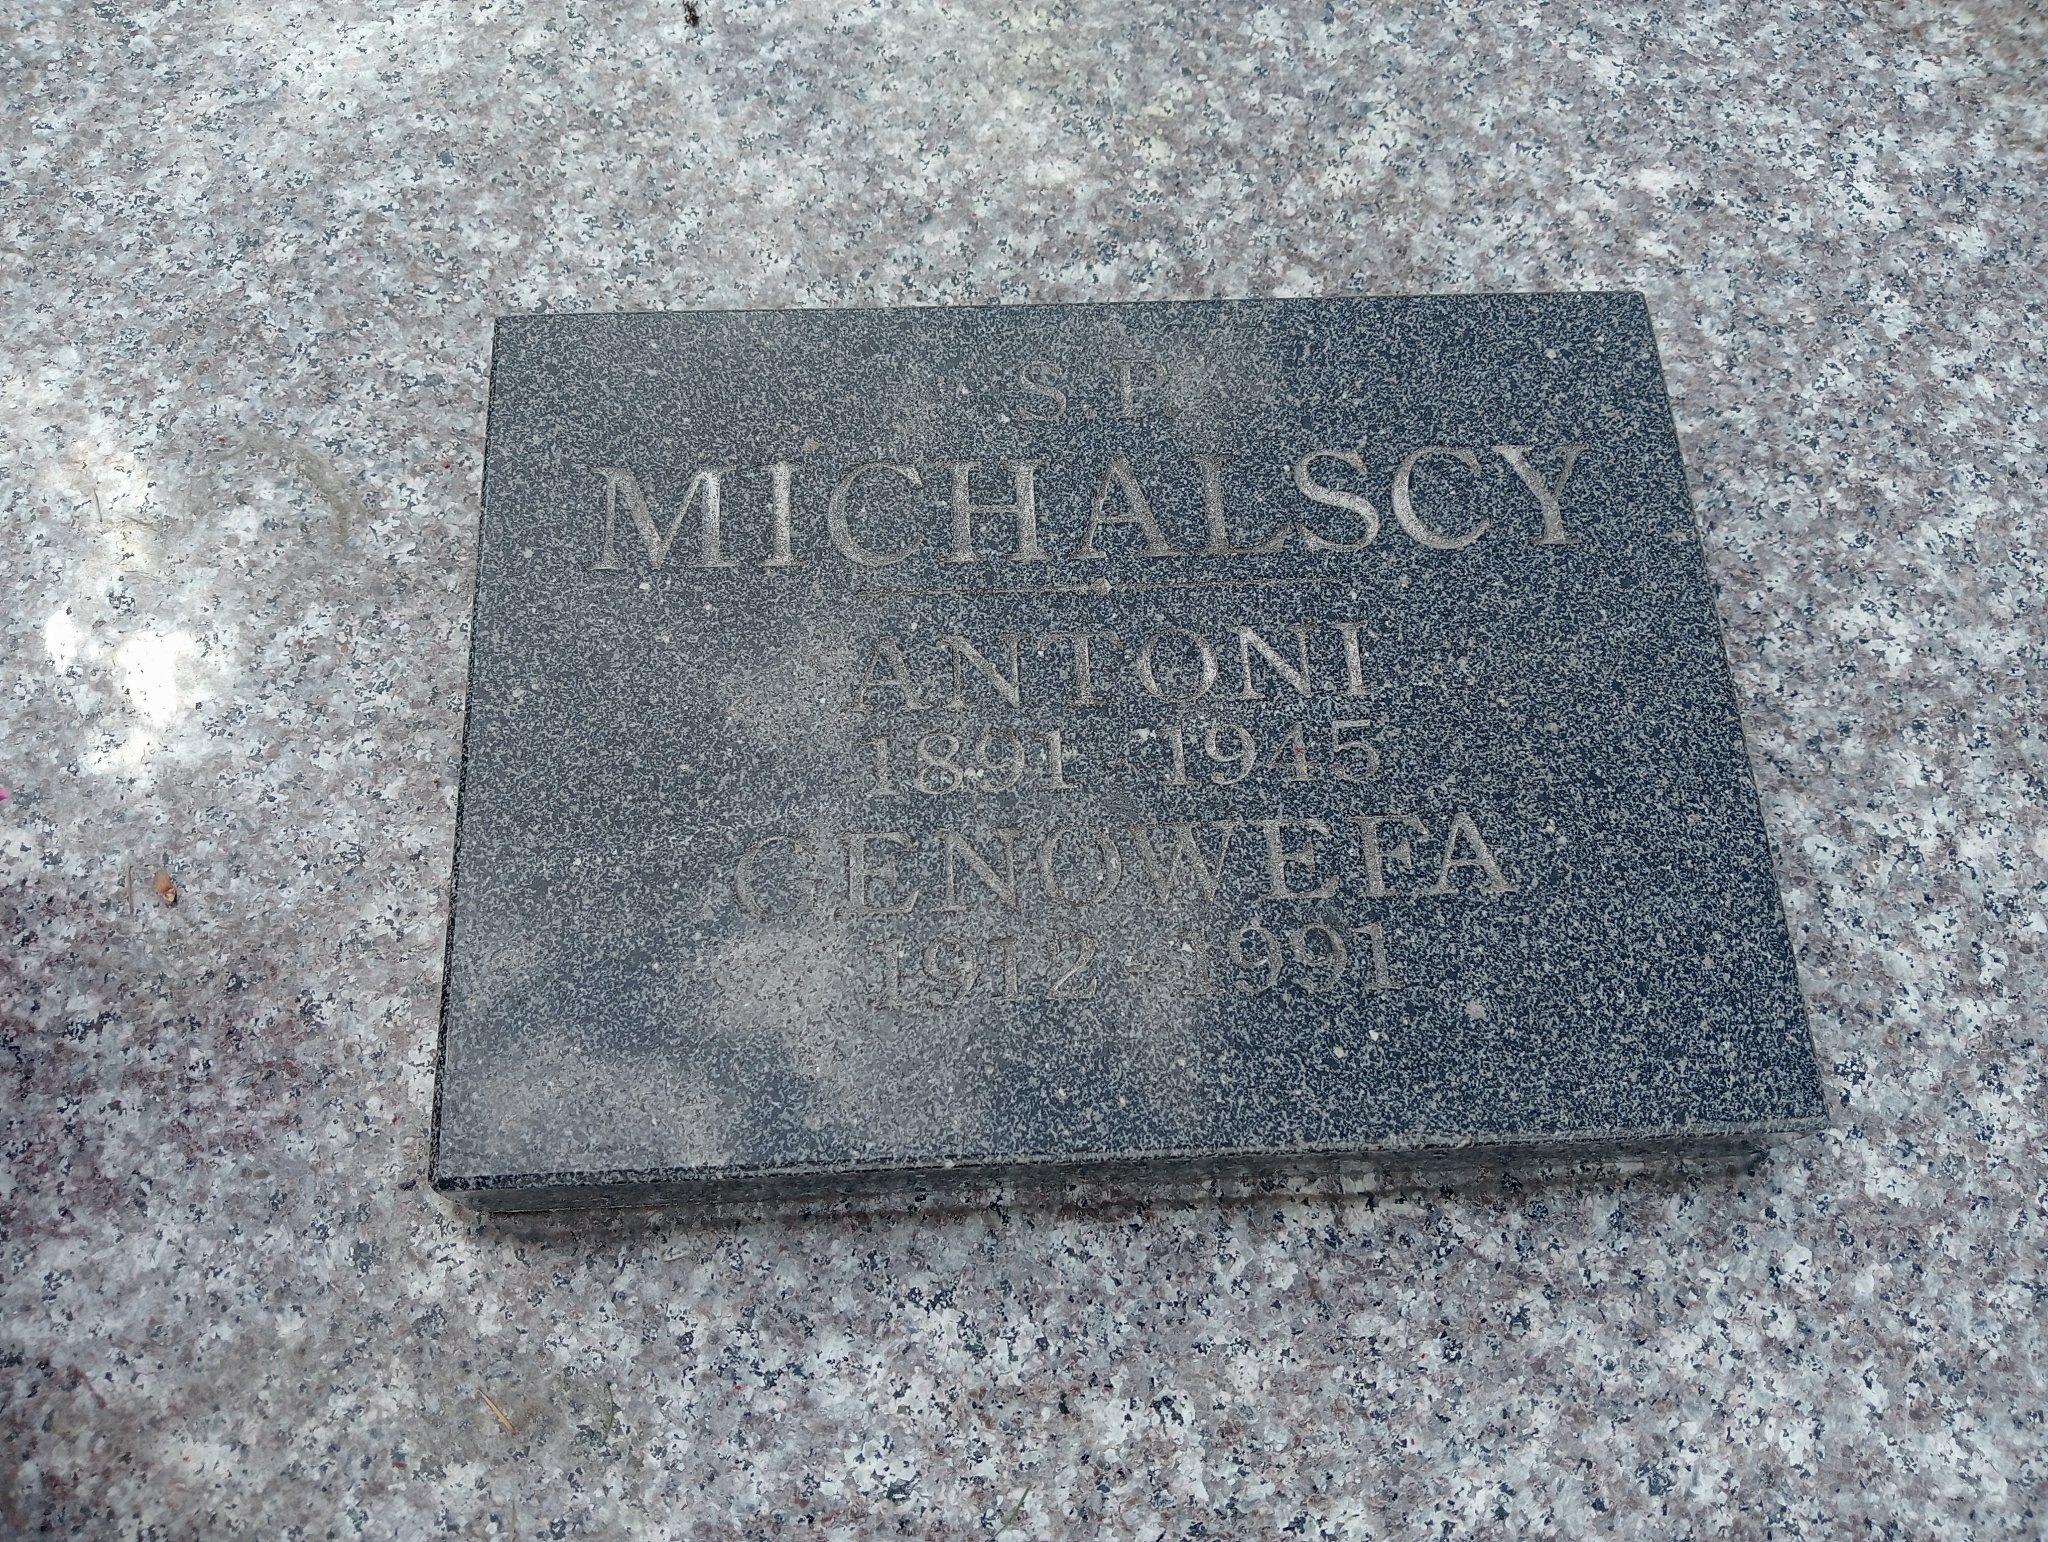 S.P.
MICHALSCY
ANTONI
1891 - 1945
GENOWEFA
1912 - 1991